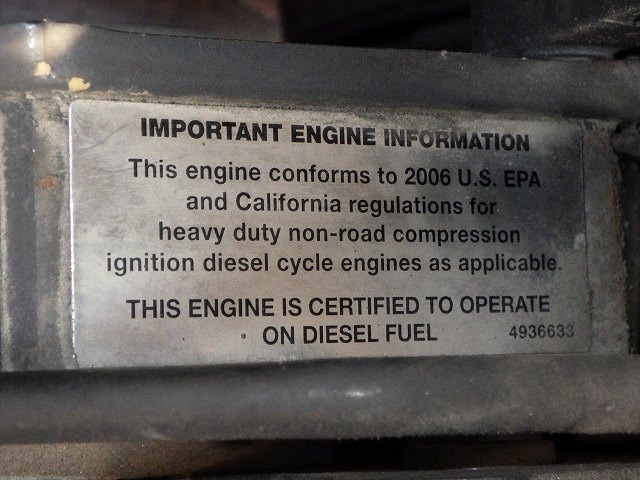 IMPORTANT ENGINE INFORMATION
This engine conforms to 2006 U.S. EPA
and California regulations for
heavy duty non-road compression
ignition diesel cycle engines as applicable.
THIS ENGINE IS CERTIFIED TO OPERATE
ON DIESEL FUEL 4936633